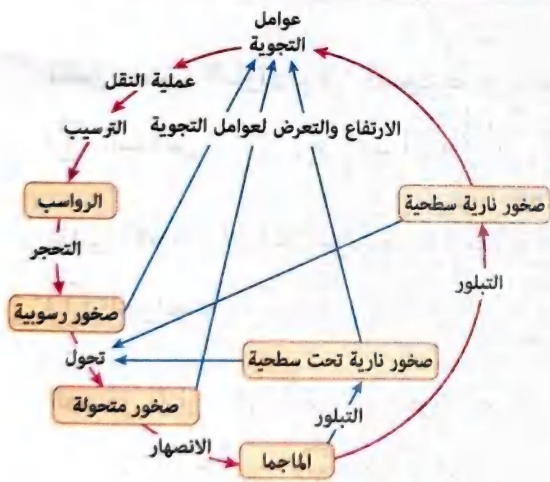 عوامل
التجوية
عملية النقل
الترسيب
الارتفاع والتعرض لعوامل التجوية
الرواسب
صخور نارية سطحية
التحجر
التبلور
صخور رسوبية
تحول
صخور نارية تحت سطحية
صخور متحولة
التبلور
الانصهار
الماجما